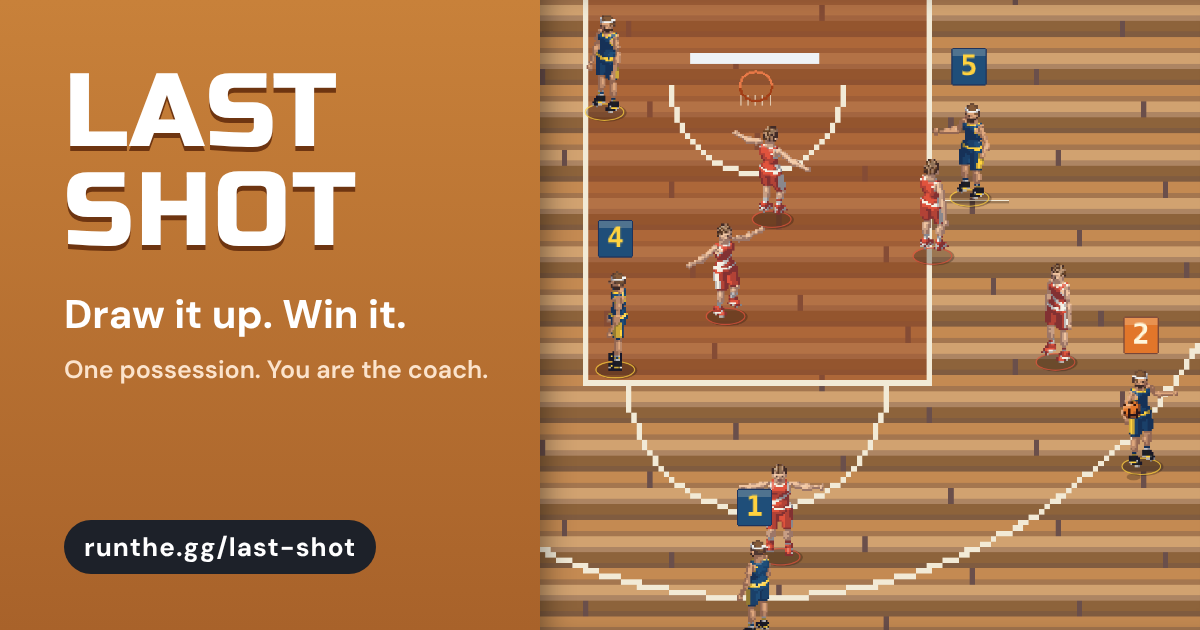 LAST
SHOT
Draw it up. Win it.
One possession. You are the coach.
runthe.gg/last-shot
5
4
2
1